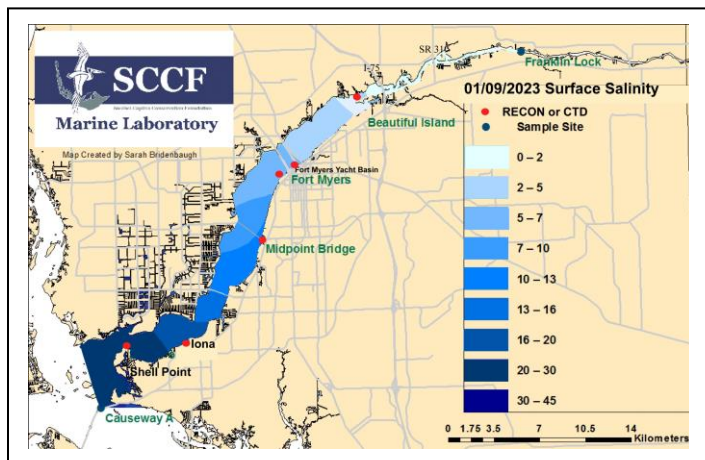 SCCF
Sanibel-Captiva Conservation Foundation
Marine Laboratory
Map Created by Sarah Bridenbaugh
I-75
SR 31
Franklin Lock
01/09/2023 Surface Salinity
RECON or CTD
Sample Site
Beautiful Island
Fort Myers Yacht Basin
Fort Myers
Midpoint Bridge
Iona
Shell Point
Causeway A
0 – 2
2 – 5
5 – 7
7 – 10
10 – 13
13 – 16
16 – 20
20 – 30
30 – 45
0 1.75 3.5 7 10.5 14
Kilometers